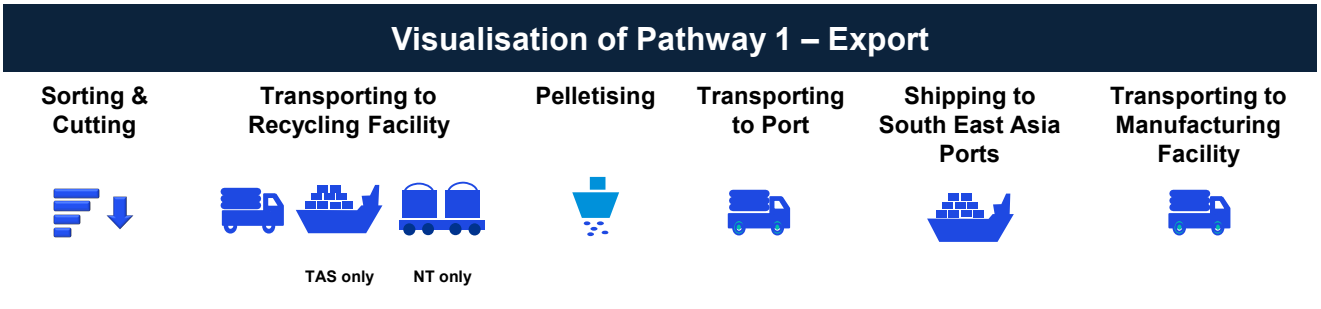 Visualisation of Pathway 1 – Export
Sorting &
Cutting
Transporting to
Recycling Facility
Pelletising
Transporting
to Port
Shipping to
South East Asia
Ports
Transporting to
Manufacturing
Facility
TAS only
NT only